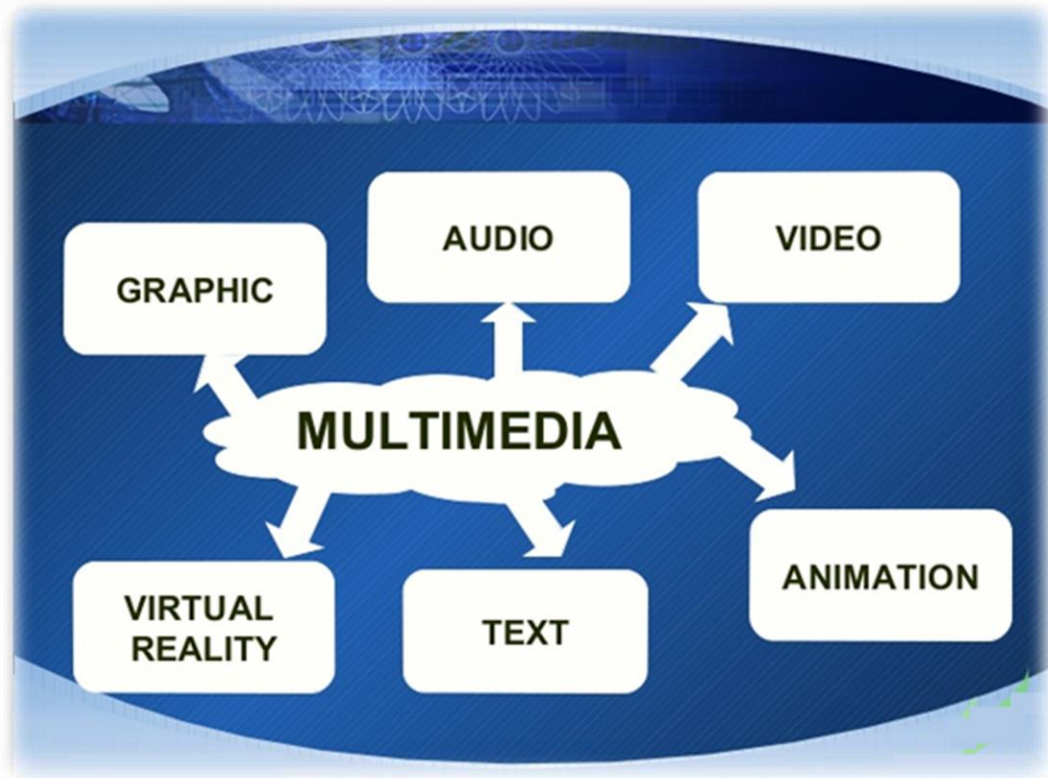 AUDIO
VIDEO
GRAPHIC
MULTIMEDIA
ANIMATION
VIRTUAL
REALITY
TEXT